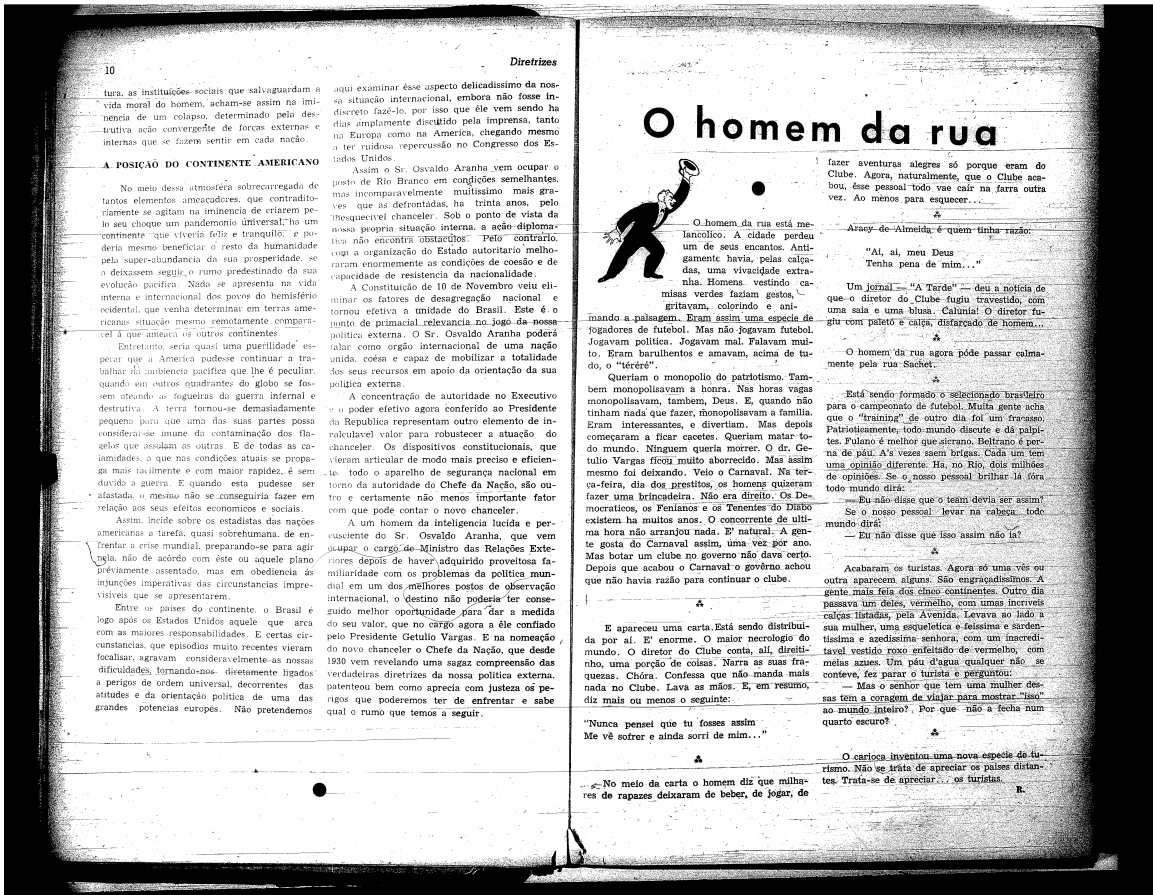 10
Diretrizes
tura, as instituições sociais que salvaguardam a
vida moral do homem, acham-se assim na imi-
nencia de um colapso, determinado pela des-
trutiva ação convergente de forças externas e
internas que se fazem sentir em cada nação.
A POSIÇÃO DO CONTINENTE AMERICANO
No meio dessa atmosféra sobrecarregada de
tantos elementos ameaçadores, que contradito-
riamente se agitam na iminencia de criarem pe-
lo seu choque um pandemonio universal, ha um
continente que viveria feliz e tranquilo, e po-
deria mesmo beneficiar o resto da humanidade
pela super-abundancia da sua prosperidade, se
o deixassem seguir o rumo predestinado da sua
evolução pacifica. Nada se apresenta na vida
interna e internacional dos povos do hemisfério
ocidental, que venha determinar em terras ame-
ricanas situação mesmo remotamente compara-
vel á que ameaça os outros continentes.
Entretanto, seria quasi uma puerilidade es-
perar que a America pudesse continuar a tra-
balhar na ambiencia pacifica que lhe é peculiar,
quando em outros quadrantes do globo se fos-
sem ateando as fogueiras da guerra infernal e
destrutiva. A terra tornou-se demasiadamente
pequena para que uma das suas partes possa
considerar-se imune da contaminação dos fla-
gelos que assolam as outras. E de todas as ca-
lamidades, a que nas condições atuais se propa-
ga mais facilmente e com maior rapidez, é sem
duvida a guerra. E quando esta pudesse ser
afastada, o mesmo não se conseguiria fazer em
relação aos seus efeitos economicos e sociais.
Assim, incide sobre os estadistas das nações
americanas a tarefa, quasi sobrehumana, de en-
frentar a crise mundial, preparando-se para agir
nela, não de acôrdo com êste ou aquele plano
préviamente assentado, mas em obediencia ás
injunções imperativas das circunstancias impre-
visiveis que se apresentarem.
Entre os paises do continente, o Brasil é
logo após os Estados Unidos aquele que arca
com as maiores responsabilidades. E certas cir-
cunstancias, que episodios muito recentes vieram
focalisar, agravam consideravelmente as nossas
dificuldades, tornando-nos diretamente ligados
a perigos de ordem universal, decorrentes das
atitudes e da orientação politica de uma das
grandes potencias europés. Não pretendemos
aqui examinar êsse aspecto delicadissimo da nos-
sa situação internacional, embora não fosse in-
discreto fazê-lo, por isso que êle vem sendo ha
dias amplamente discutido pela imprensa, tanto
na Europa como na America, chegando mesmo
a ter ruidosa repercussão no Congresso dos Es-
tados Unidos.
Assim o Sr. Osvaldo Aranha vem ocupar o
posto de Rio Branco em condições semelhantes,
mas incomparavelmente muitissimo mais gra-
ves que as defrontadas, ha trinta anos, pelo
inesquecivel chanceler. Sob o ponto de vista da
nossa propria situação interna, a ação diploma-
tica não encontra obstaculos. Pelo contrario,
com a organização do Estado autoritario melho-
raram enormemente as condições de coesão e de
capacidade de resistencia da nacionalidade.
A Constituição de 10 de Novembro veiu eli-
minar os fatores de desagregação nacional e
tornou efetiva a unidade do Brasil. Este é o
ponto de primacial relevancia no jogó da nossa
politica externa. O Sr. Osvaldo Aranha poderá
falar como orgão internacional de uma nação
unida, coésa e capaz de mobilizar a totalidade
dos seus recursos em apoio da orientação da sua
politica externa.
A concentração de autoridade no Executivo
e o poder efetivo agora conferido ao Presidente
da Republica representam outro elemento de in-
calculavel valor para robustecer a atuação do
chanceler. Os dispositivos constitucionais, que
vieram articular de modo mais preciso e eficien-
te todo o aparelho de segurança nacional em
torno da autoridade do Chefe da Nação, são ou-
tro e certamente não menos importante fator
com que pode contar o novo chanceler.
A um homem da inteligencia lucida e per-
cusciente do Sr. Osvaldo Aranha, que vem
ocupar o cargo de Ministro das Relações Exte-
riores depois de haver adquirido proveitosa fa-
miliaridade com os problemas da politica mun-
dial em um dos melhores postos de observação
internacional, o destino não poderia ter conse-
guido melhor oportunidade para dar a medida
do seu valor, que no cargo agora a êle confiado
pelo Presidente Getulio Vargas. E na nomeação
do novo chanceler o Chefe da Nação, que desde
1930 vem revelando uma sagaz compreensão das
verdadeiras diretrizes da nossa politica externa,
patenteou bem como aprecia com justeza os pe-
rigos que poderemos ter de enfrentar e sabe
qual o rumo que temos a seguir.
O homem da rua
O homem da rua está me-
lancolico. A cidade perdeu
um de seus encantos. Anti-
gamente havia, pelas calça-
das, uma vivacidade extra-
nha. Homens vestindo ca-
misas verdes faziam gestos,
gritavam, colorindo e ani-
mando a paisagem. Eram assim uma especie de
jogadores de futebol. Mas não jogavam futebol.
Jogavam politica. Jogavam mal. Falavam mui-
to. Eram barulhentos e amavam, acima de tu-
do, o "téréré".
Queriam o monopolio do patriotismo. Tam-
bem monopolisavam a honra. Nas horas vagas
monopolisavam, tambem, Deus. E, quando não
tinham nada que fazer, monopolisavam a familia.
Eram interessantes, e divertiam. Mas depois
começaram a ficar cacetes. Queriam matar to-
do mundo. Ninguem queria morrer. O dr. Ge-
tulio Vargas ficou muito aborrecido. Mas assim
mesmo foi deixando. Veio o Carnaval. Na ter-
ça-feira, dia dos prestitos, os homens quizeram
fazer uma brincadeira. Não era direito. Os De-
mocraticos, os Fenianos e os Tenentes do Diabo
existem ha muitos anos. O concorrente de ulti-
ma hora não arranjou nada. E' natural. A gen-
te gosta do Carnaval assim, uma vez por ano.
Mas botar um clube no governo não dava certo.
Depois que acabou o Carnaval o govêrno achou
que não havia razão para continuar o clube.
E apareceu uma carta. Está sendo distribui-
da por aí. E' enorme. O maior necrologio do
mundo. O diretor do Clube conta, alí, direiti-
nho, uma porção de coisas. Narra as suas fra-
quezas. Chóra. Confessa que não manda mais
nada no Clube. Lava as mãos. E, em resumo,
diz mais ou menos o seguinte:
"Nunca pensei que tu fosses assim
Me vê sofrer e ainda sorri de mim..."
No meio da carta o homem diz que milha-
res de rapazes deixaram de beber, de jogar, de
fazer aventuras alegres só porque eram do
Clube. Agora, naturalmente, que o Clube aca-
bou, êsse pessoal todo vae cair na farra outra
vez. Ao menos para esquecer...
Aracy de Almeida é quem tinha razão:
"Ai, ai, meu Deus
Tenha pena de mim..."
Um jornal — "A Tarde" — deu a noticia de
que o diretor do Clube fugiu travestido, com
uma saia e uma blusa. Calúnia! O diretor fu-
giu com paletó e calça, disfarçado de homem...
O homem da rua agora póde passar calma-
mente pela rua Sachet.
Está sendo formado o selecionado brasileiro
para o campeonato de futebol. Muita gente acha
que o "training" de outro dia foi um fracasso.
Patrioticamente, todo mundo discute e dá palpi-
tes. Fulano é melhor que sicrano. Beltrano é per-
na de páu. A's vezes saem brigas. Cada um tem
uma opinião diferente. Ha, no Rio, dois milhões
de opiniões. Se o nosso pessoal brilhar lá fóra
todo mundo dirá:
— Eu não disse que o team devia ser assim?
Se o nosso pessoal levar na cabeça todo
mundo dirá:
— Eu não disse que isso assim não ia?
Acabaram os turistas. Agora só uma vês ou
outra aparecem alguns. São engraçadissimos. A
gente mais feia dos cinco continentes. Outro dia
passava um deles, vermelho, com umas incriveis
calças listadas, pela Avenida. Levava ao lado a
sua mulher, uma esqueletica e feissima e sarden-
tissima e azedissima senhora, com um inacredi-
tavel vestido roxo enfeitado de vermelho, com
meias azues. Um páu d'agua qualquer não se
conteve, fez parar o turista e perguntou:
— Mas o senhor que tem uma mulher des-
sas tem a coragem de viajar para mostrar "isso"
ao mundo inteiro? Por que não a fecha num
quarto escuro?
O carioca inventou uma nova especie de tu-
rismo. Não se trata de apreciar os paises distan-
tes. Trata-se de apreciar... os turistas.
R.